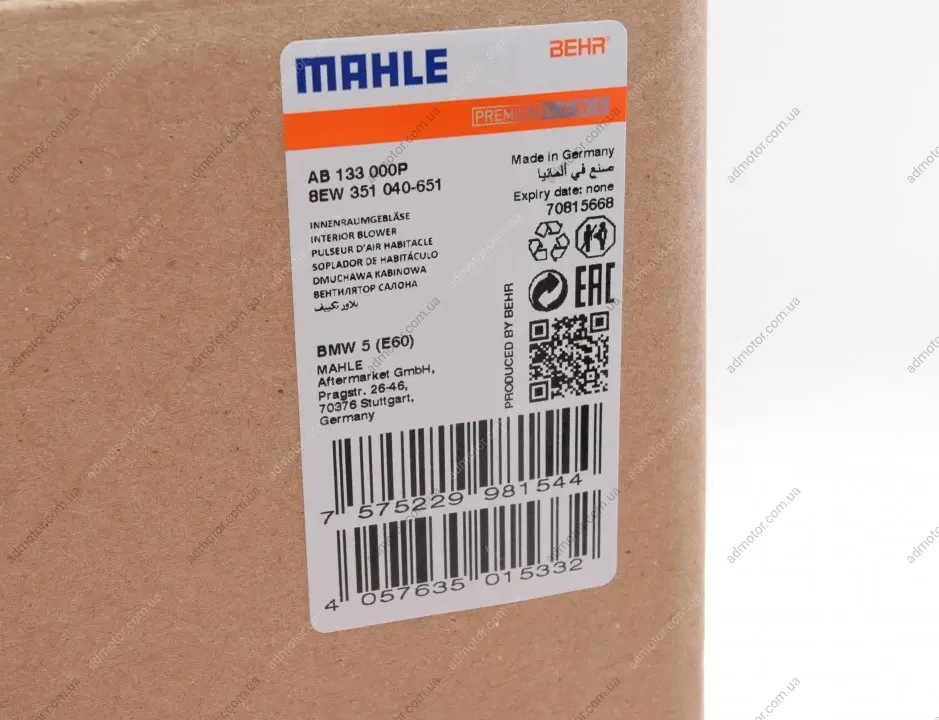 MAHLE
BEHR®
PREMIUM LINE
AB 133 000P
8EW 351 040-651
INNENRAUMGEBLÄSE
INTERIOR BLOWER
PULSEUR D'AIR HABITACLE
SOPLADOR DE HABITÁCULO
DMUCHAWA KABINOWA
ВЕНТИЛЯТОР САЛОНА
بلاور تكييف
Made in Germany
صنع في ألمانيا
Expiry date: none
70815668
EAC
PRODUCED BY BEHR
BMW 5 (E60)
MAHLE
Aftermarket GmbH,
Pragstr. 26-46,
70376 Stuttgart.
Germany
7 575229 981544
4 057635 015332
admotor.com.ua